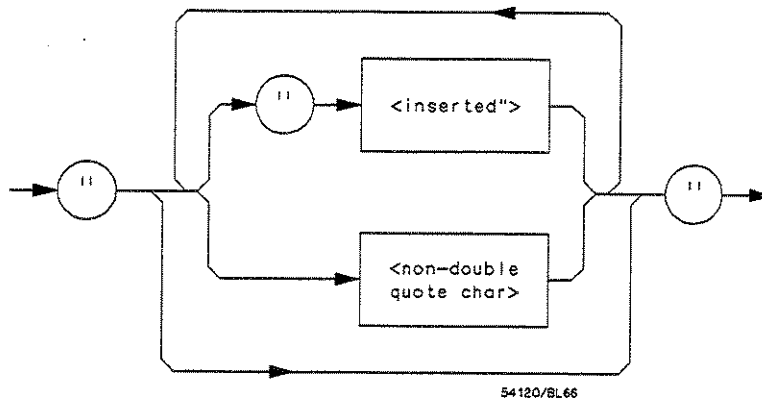 "
<inserted">
"
"
<non-double
quote char>
54120/BL66